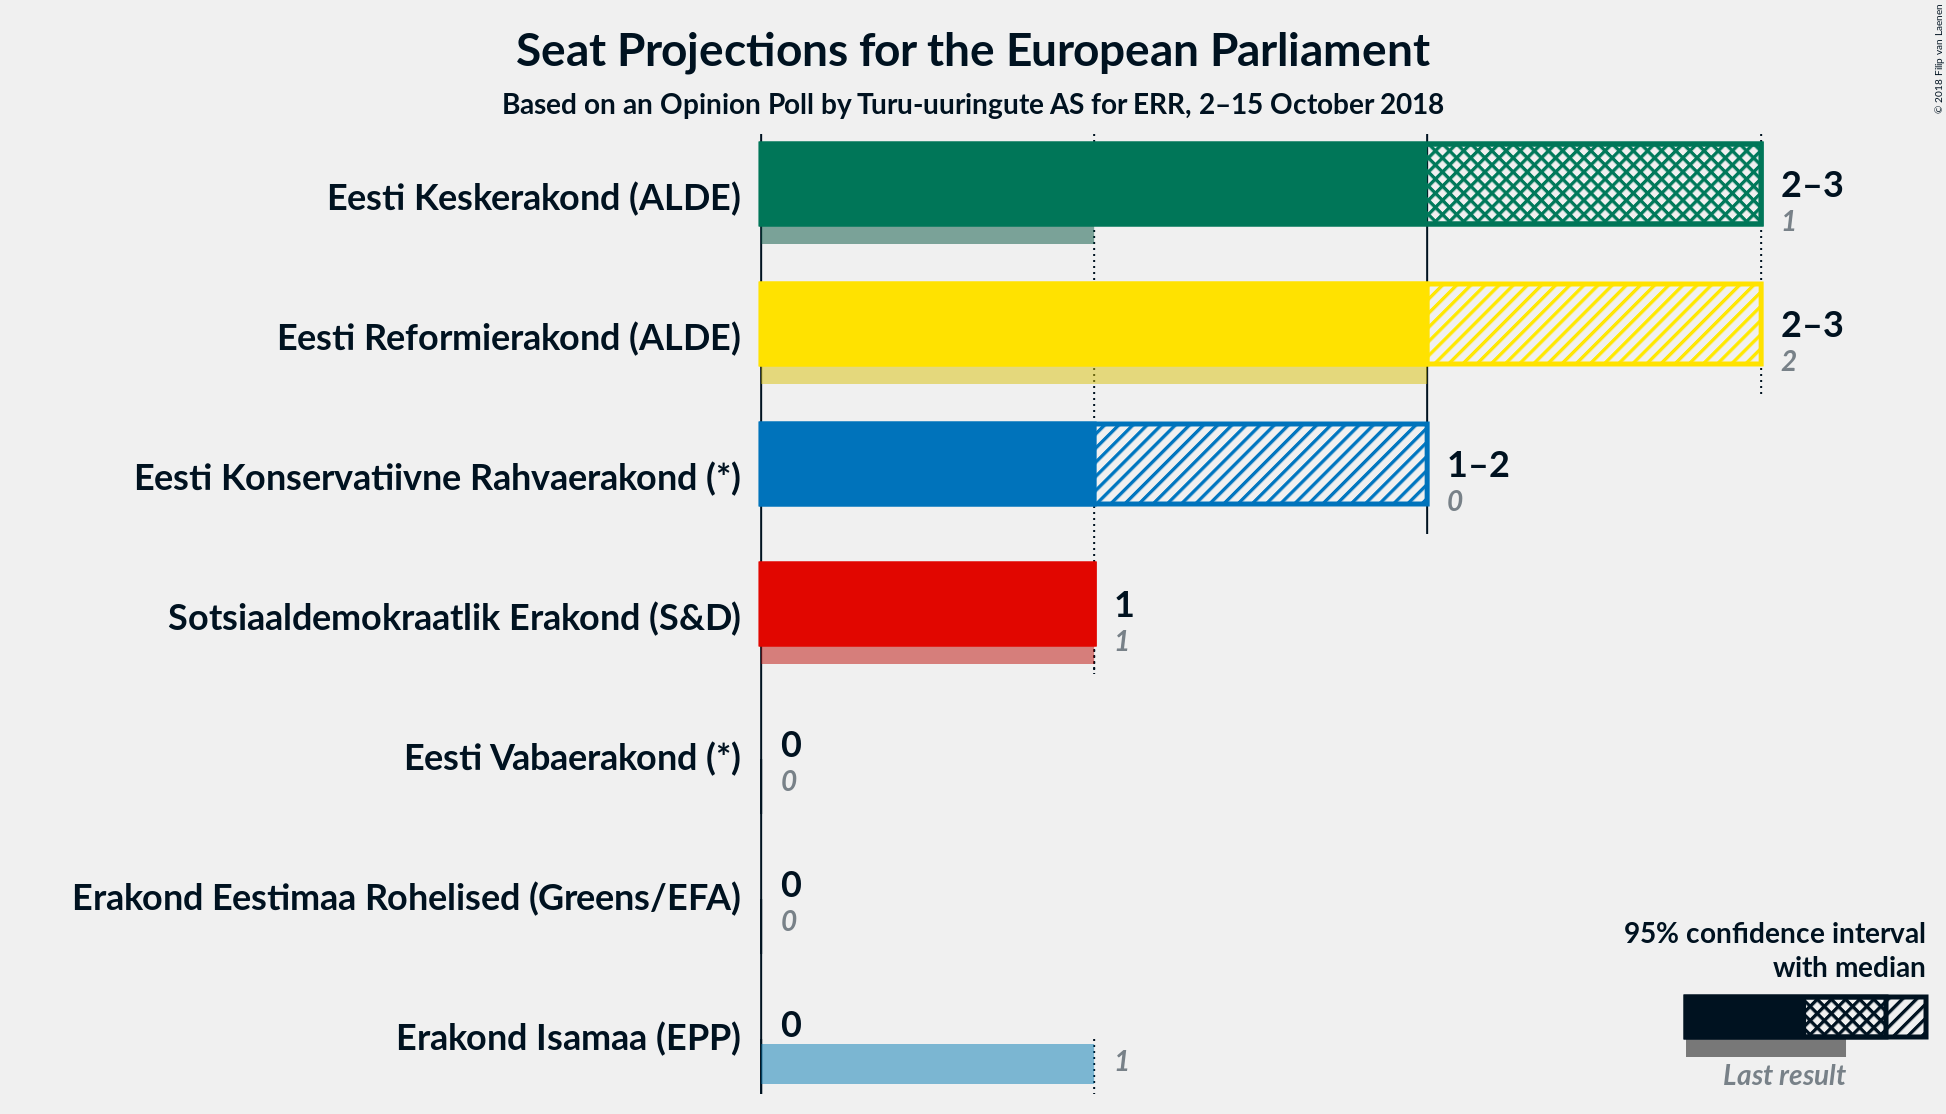 Seat Projections for the European Parliament
Based on an Opinion Poll by Turu-uuringute AS for ERR, 2–15 October 2018
© 2018 Filip van Laenen
Eesti Keskerakond (ALDE)
2–3
1
Eesti Reformierakond (ALDE)
2–3
2
Eesti Konservatiivne Rahvaerakond (*)
1–2
0
Sotsiaaldemokraatlik Erakond (S&D)
1
1
Eesti Vabaerakond (*)
0
0
Erakond Eestimaa Rohelised (Greens/EFA)
0
0
Erakond Isamaa (EPP)
0
1
95% confidence interval
with median
Last result